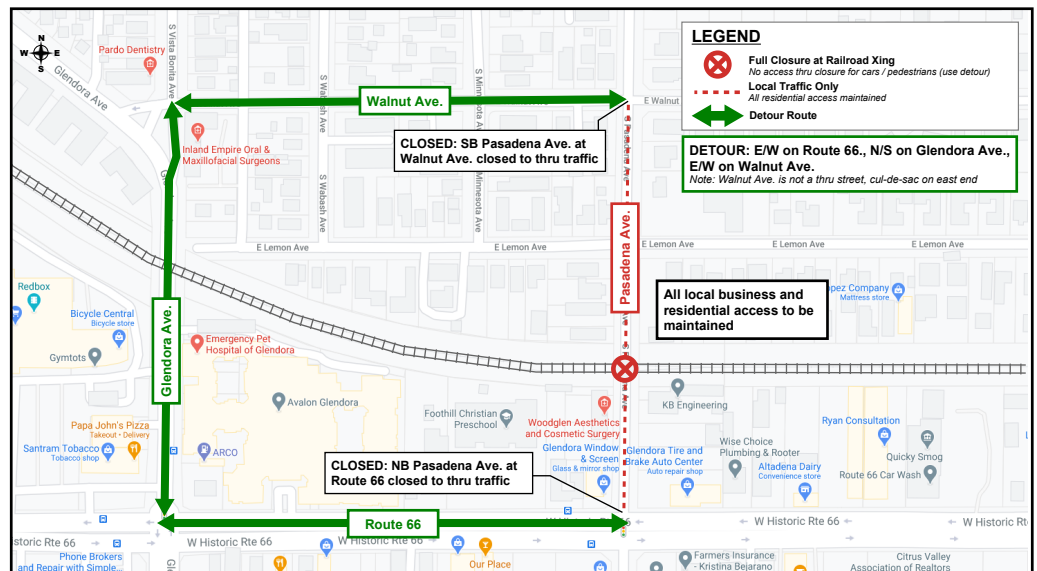 N
W
E
S
Pardo Dentistry
Glendora Ave
S Vista Bonita Ave
S Wabash Ave
S Minnesota Ave
Walnut Ave.
E Walnut
LEGEND
Full Closure at Railroad Xing
No access thru closure for cars / pedestrians (use detour)
Local Traffic Only
All residential access maintained
Detour Route
CLOSED: SB Pasadena Ave. at
Walnut Ave. closed to thru traffic
DETOUR: E/W on Route 66., N/S on Glendora Ave.,
E/W on Walnut Ave.
Note: Walnut Ave. is not a thru street, cul-de-sac on east end
Inland Empire Oral &
Maxillofacial Surgeons
S Wabash Ave
Minnesota Ave
Pasadena Ave.
E Lemon Ave
E Lemon Ave
E Lemon Ave
E Lemon Ave
E Lemon Ave
All local business and
residential access to be
maintained
pez Company
Mattress store
Redbox
Bicycle Central
Bicycle store
Gymtots
Glendora Ave.
Emergency Pet
Hospital of Glendora
Avalon Glendora
Foothill Christian
Preschool
Woodglen Aesthetics
and Cosmetic Surgery
KB Engineering
Papa John's Pizza
Takeout • Delivery
Santram Tobacco
Tobacco shop
ARCO
Glendora Window
& Screen
Glass & mirror shop
Glendora Tire and
Brake Auto Center
Auto repair shop
Wise Choice
Plumbing & Rooter
Altadena Dairy
Convenience store
Ryan Consultation
Quicky Smog
Route 66 Car Wash
CLOSED: NB Pasadena Ave. at
Route 66 closed to thru traffic
Route 66
W Historic Rte 66
W Historic Rte 66
W Historic Rt
storic Rte 66
W Historic Rte 66
Phone Brokers
and Repair with Simple...
Our Place
Farmers Insurance
- Kristina Bejarano
Citrus Valley
Association of Realtors